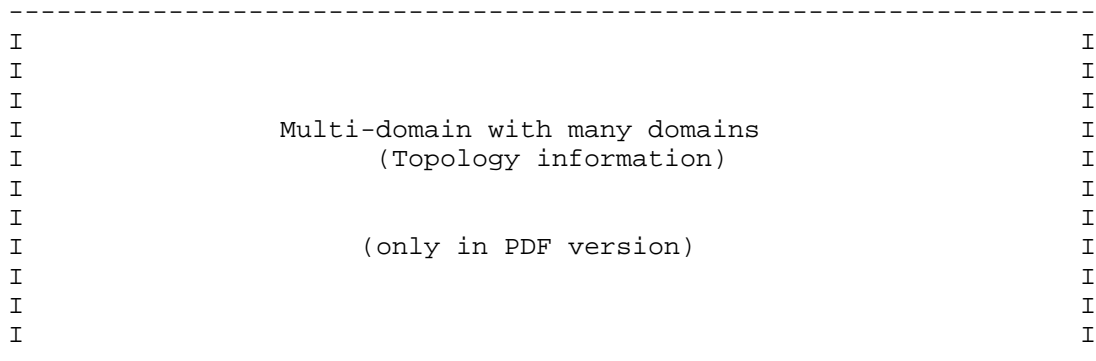 --------------------------------------------------------------------
I                                                                  I
I                                                                  I
I                                                                  I
I                Multi-domain with many domains                    I
I                      (Topology information)                      I
I                                                                  I
I                                                                  I
I                     (only in PDF version)                        I
I                                                                  I
I                                                                  I
I                                                                  I